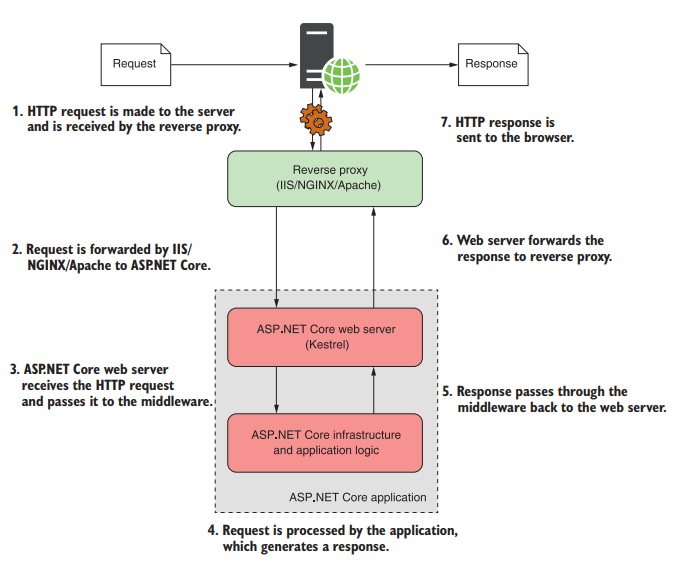 Request
Response
1. HTTP request is made to the server
and is received by the reverse proxy.
7. HTTP response is
sent to the browser.
Reverse proxy
(IIS/NGINX/Apache)
2. Request is forwarded by IIS/
NGINX/Apache to ASP.NET Core.
6. Web server forwards the
response to reverse proxy.
ASP.NET Core web server
(Kestrel)
3. ASP.NET Core web server
receives the HTTP request
and passes it to the middleware.
5. Response passes through the
middleware back to the web server.
ASP.NET Core infrastructure
and application logic
ASP.NET Core application
4. Request is processed by the application,
which generates a response.